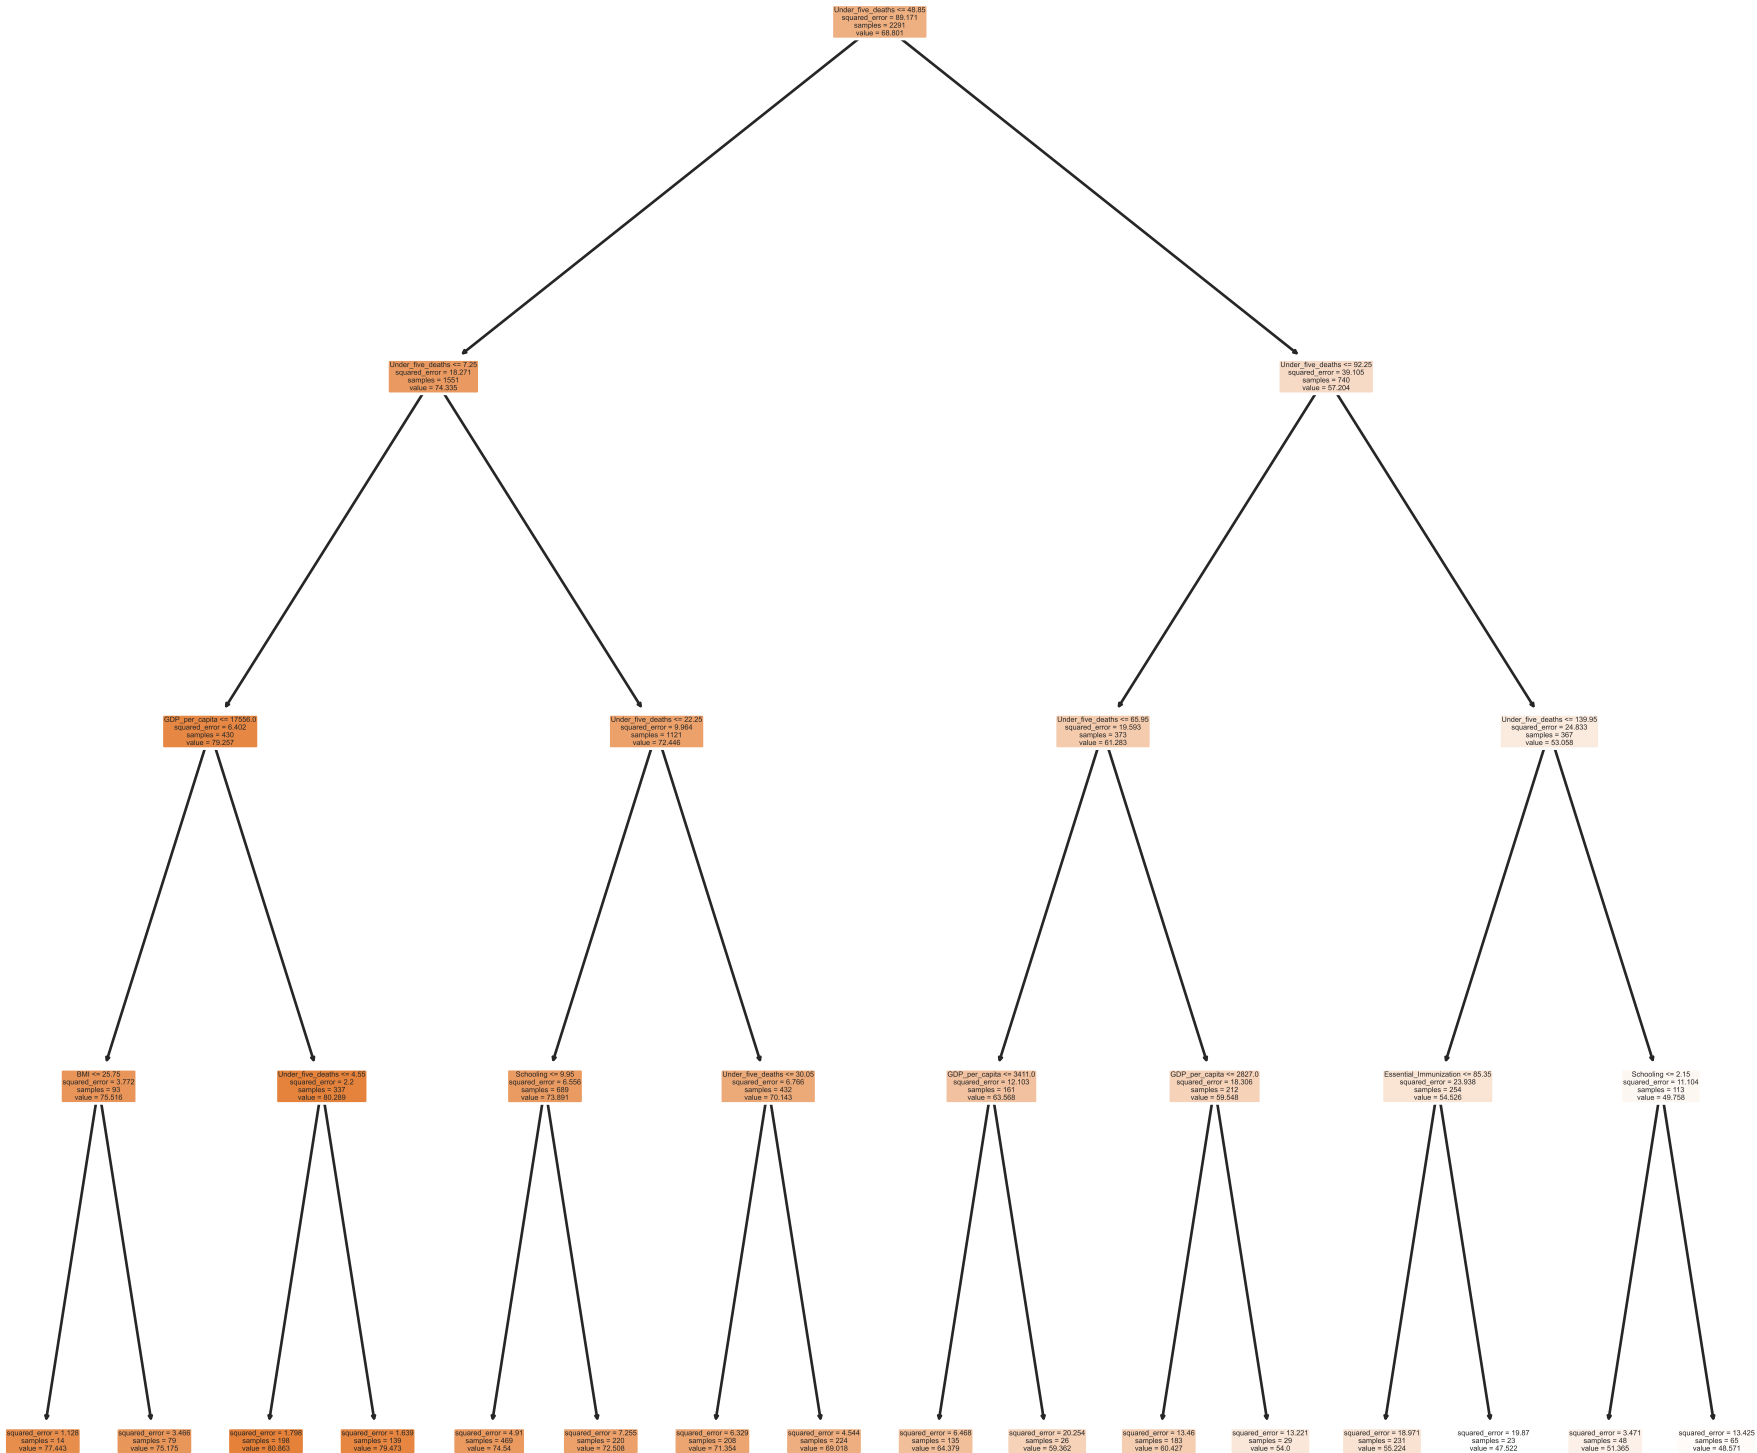 Under_five_deaths <= 48.85
squared_error = 89.171
samples = 2291
value = 68.801
Under_five_deaths <= 7.25
squared_error = 18.271
samples = 1551
value = 74.335
Under_five_deaths <= 92.25
squared_error = 39.105
samples = 740
value = 57.204
GDP_per_capita <= 17556.0
squared_error = 6.402
samples = 430
value = 79.257
Under_five_deaths <= 22.25
squared_error = 9.964
samples = 1121
value = 72.446
Under_five_deaths <= 65.95
squared_error = 19.593
samples = 373
value = 61.283
Under_five_deaths <= 139.95
squared_error = 24.833
samples = 367
value = 53.058
BMI <= 25.75
squared_error = 3.772
samples = 93
value = 75.516
Under_five_deaths <= 4.55
squared_error = 2.2
samples = 337
value = 80.289
Schooling <= 9.95
squared_error = 6.556
samples = 689
value = 73.891
Under_five_deaths <= 30.05
squared_error = 6.766
samples = 432
value = 70.143
GDP_per_capita <= 3411.0
squared_error = 12.103
samples = 161
value = 63.568
GDP_per_capita <= 2827.0
squared_error = 18.306
samples = 212
value = 59.548
Essential_Immunization <= 85.35
squared_error = 23.938
samples = 254
value = 54.526
Schooling <= 2.15
squared_error = 11.104
samples = 113
value = 49.758
squared_error = 1.128
samples = 14
value = 77.443
squared_error = 3.466
samples = 79
value = 75.175
squared_error = 1.798
samples = 198
value = 80.863
squared_error = 1.639
samples = 139
value = 79.473
squared_error = 4.91
samples = 469
value = 74.54
squared_error = 7.255
samples = 220
value = 72.508
squared_error = 6.329
samples = 208
value = 71.354
squared_error = 4.544
samples = 224
value = 69.018
squared_error = 6.468
samples = 135
value = 64.379
squared_error = 20.254
samples = 26
value = 59.362
squared_error = 13.46
samples = 183
value = 60.427
squared_error = 13.221
samples = 29
value = 54.0
squared_error = 18.971
samples = 231
value = 55.224
squared_error = 19.87
samples = 23
value = 47.522
squared_error = 3.471
samples = 48
value = 51.365
squared_error = 13.425
samples = 65
value = 48.571